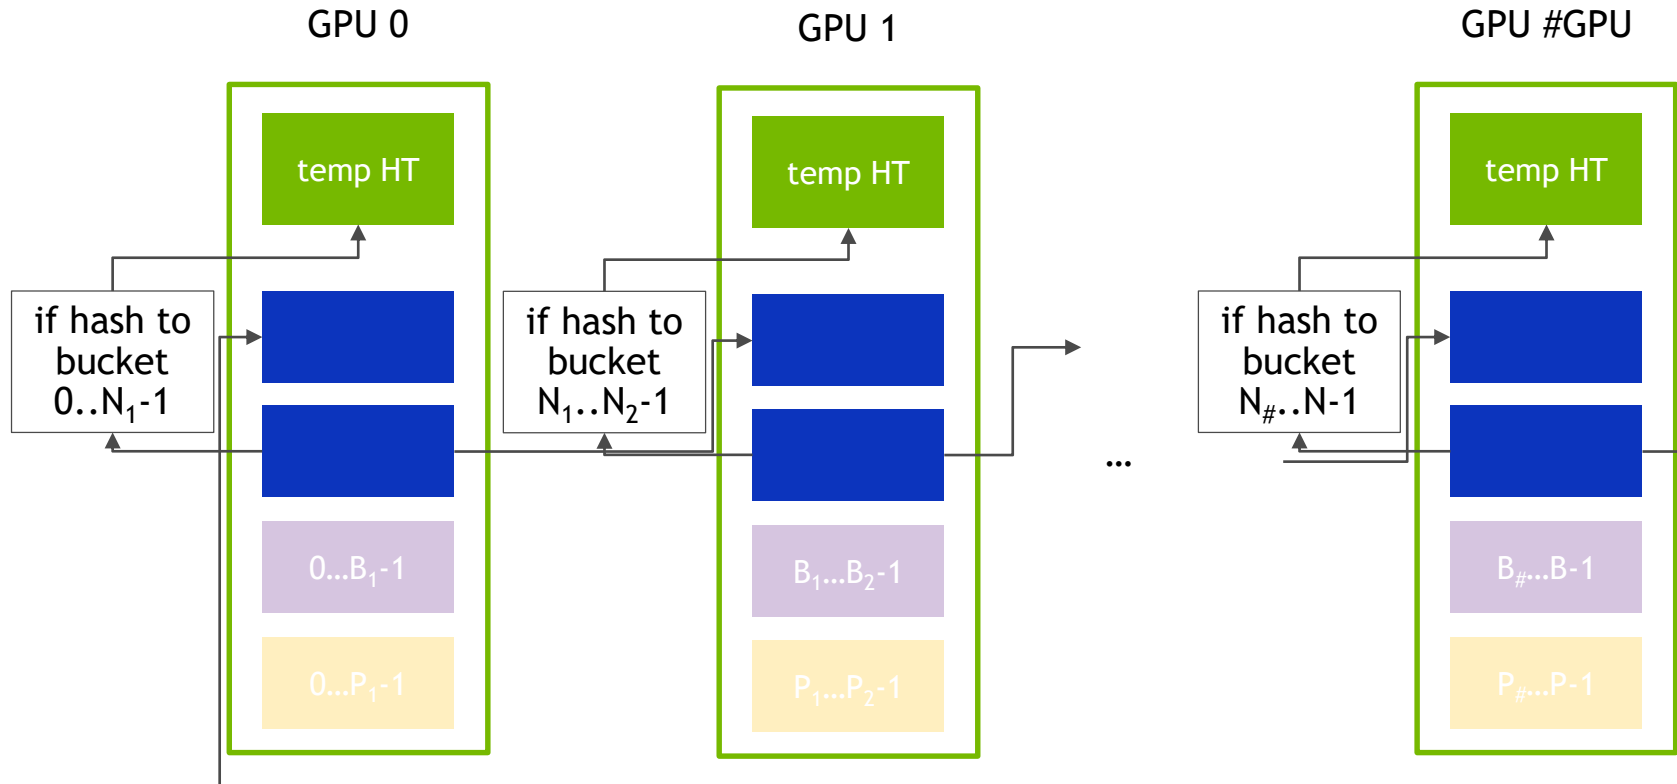 GPU 0
GPU 1
GPU #GPU
temp HT
temp HT
temp HT
if hash to
bucket
0..N₁-1
if hash to
bucket
N₁..N₂-1
if hash to
bucket
N#..N-1
...
0...B₁-1
B₁...B₂-1
B#...B-1
0...P₁-1
P₁...P₂-1
P#...P-1